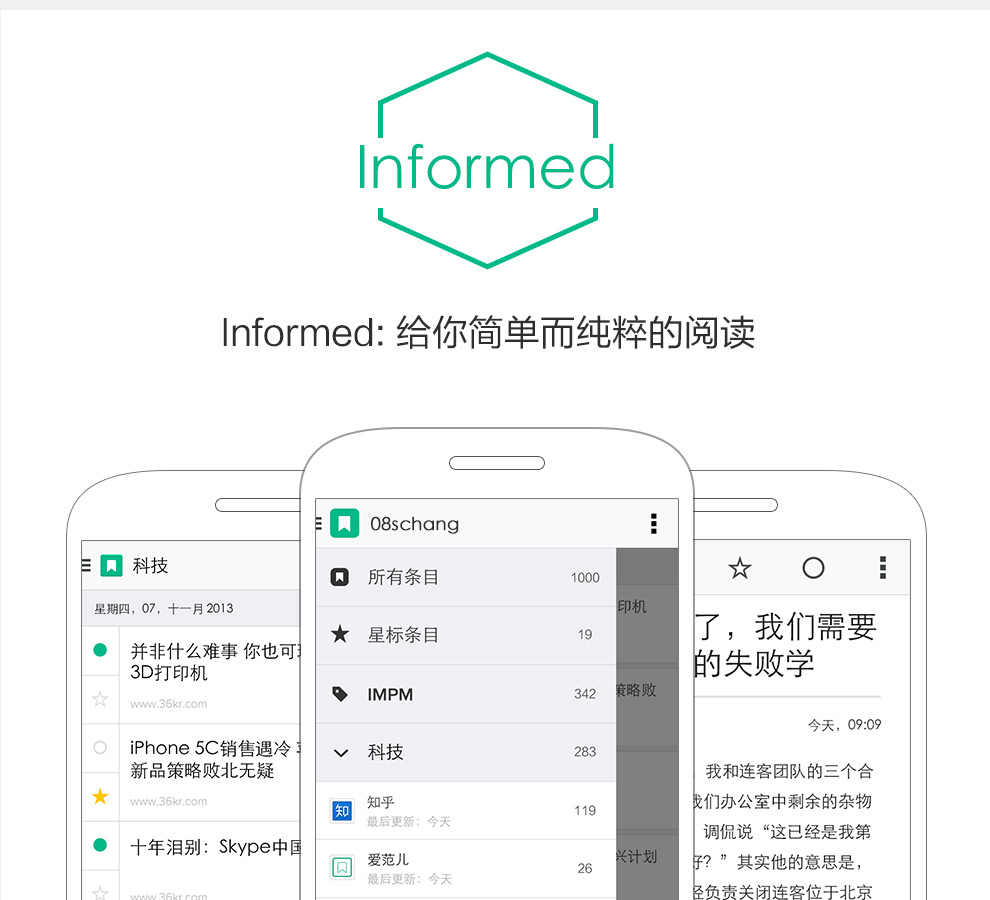 Informed
Informed: 给你简单而纯粹的阅读
科技
星期四，07，十一月 2013
并非什么难事 你也可
3D打印机
www.36kr.com
iPhone 5C销售遇冷
新品策略败北无疑
www.36kr.com
十年泪别：Skype中国
www.36kr.com
08schang
所有条目 1000
星标条目 19
IMPM 342
科技 283
知
知乎 119
最后更新：今天
爱范儿 26
最后更新：今天
印机
策略败
兴计划
了，我们需要
的失败学
今天，09:09
我和连客团队的三个合
我们办公室中剩余的杂物
调侃说“这已经是我第
好？”其实他的意思是，
经负责关闭连客位于北京